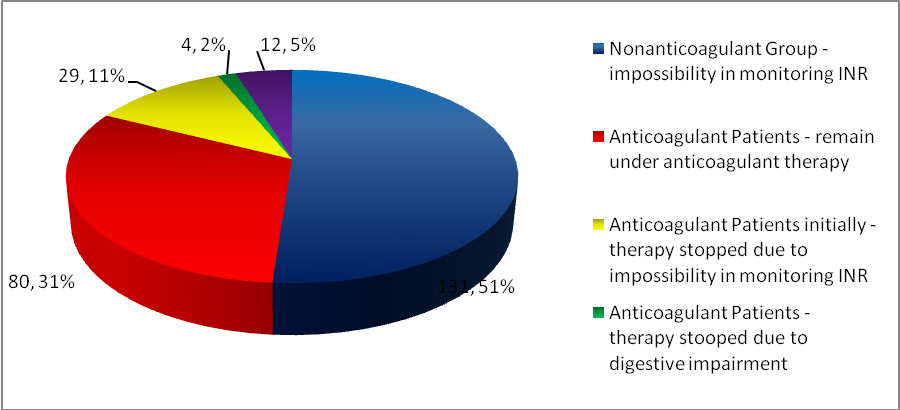 4, 2%
12, 5%
29, 11%
80, 31%
131, 51%
Nonanticoagulant Group -
impossibility in monitoring INR
Anticoagulant Patients - remain
under anticoagulant therapy
Anticoagulant Patients initially -
therapy stopped due to
impossibility in monitoring INR
Anticoagulant Patients -
therapy stooped due to
digestive impairment